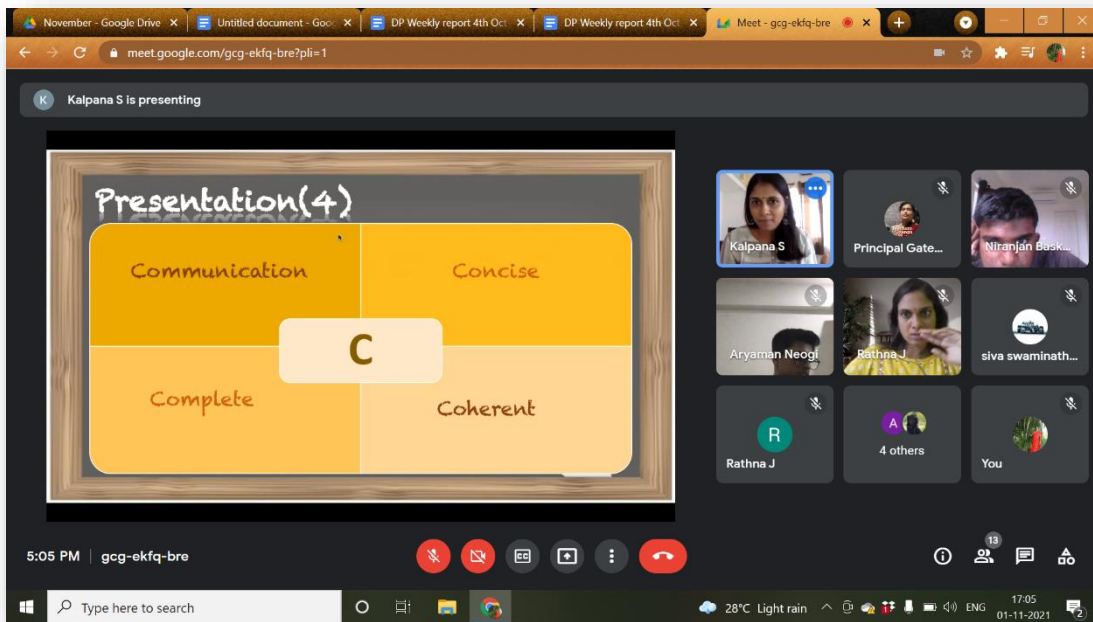 November - Google Drive
Untitled document - Goo
DP Weekly report 4th Oct
DP Weekly report 4th Oct
Meet - gcg-ekfq-bre
meet.google.com/gcg-ekfq-bre?pli=1
K
Kalpana S is presenting
Presentation(4)
Communication
Concise
C
Complete
Coherent
Kalpana S
Principal Gate...
Niranjan Bask...
Aryaman Neogi
Rathna J
siva swaminath...
R
Rathna J
A
4 others
You
5:05 PM | gcg-ekfq-bre
CC
13
Type here to search
28°C Light rain
ENG
17:05
01-11-2021
2